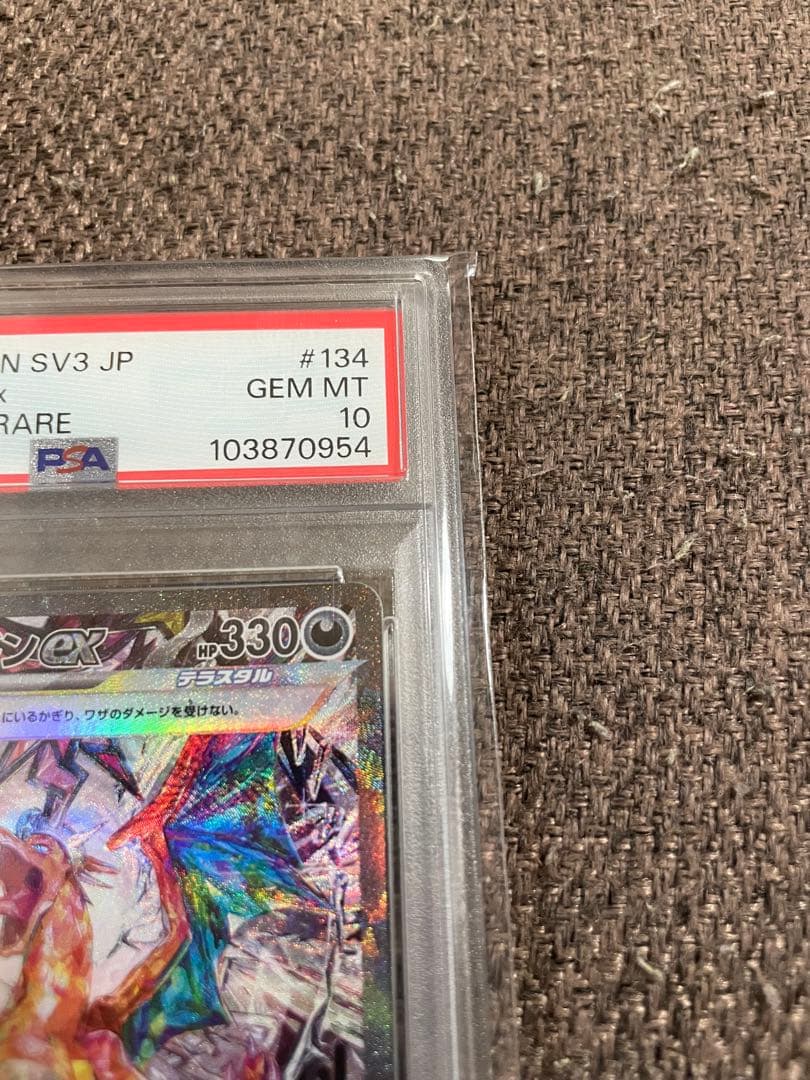 N SV3 JP #134
x GEM MT
RARE 10
PSA 103870954
ンex HP330
テラスタル
にいるかぎり、ワザのダメージを受けない。